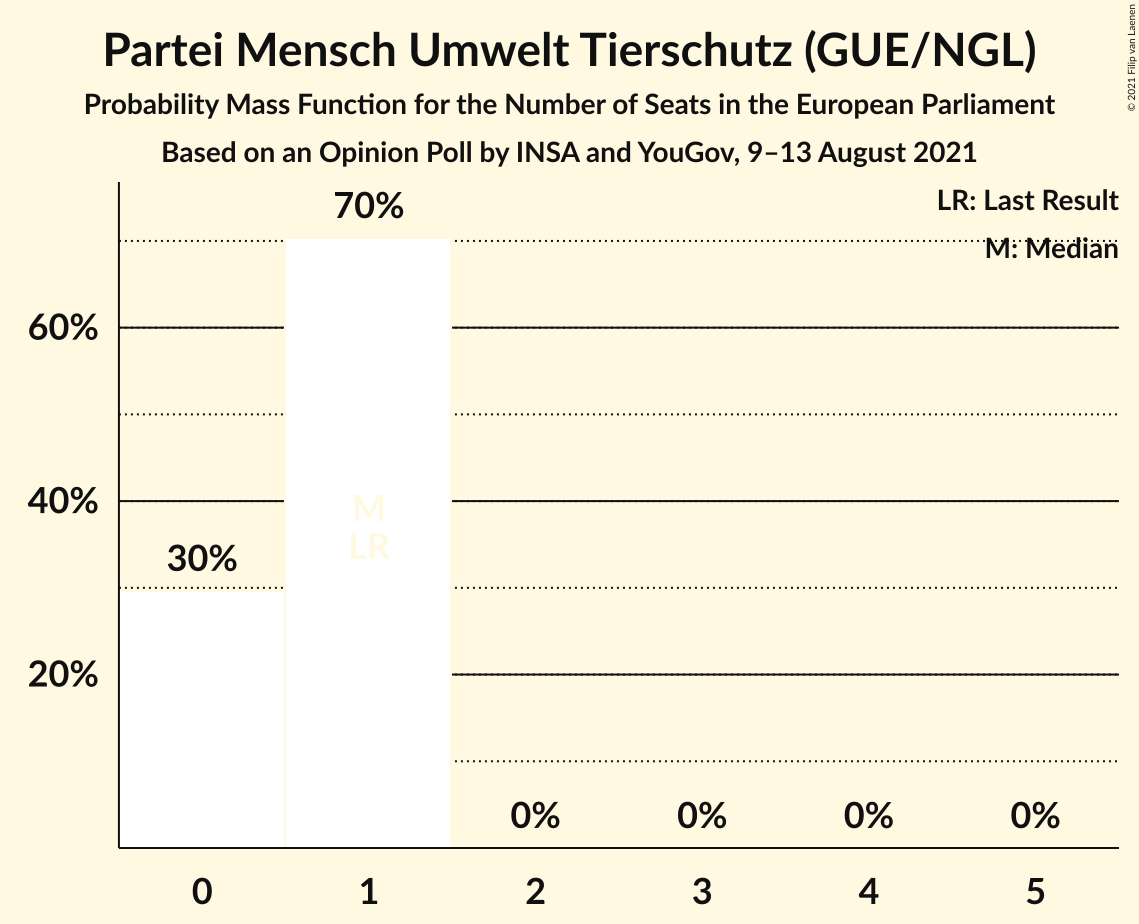 Partei Mensch Umwelt Tierschutz (GUE/NGL)
Probability Mass Function for the Number of Seats in the European Parliament
Based on an Opinion Poll by INSA and YouGov, 9–13 August 2021
© 2021 Filip van Laenen
LR: Last Result
M: Median
70%
60%
40%
M
LR
30%
20%
0% 0% 0% 0%
0 1 2 3 4 5